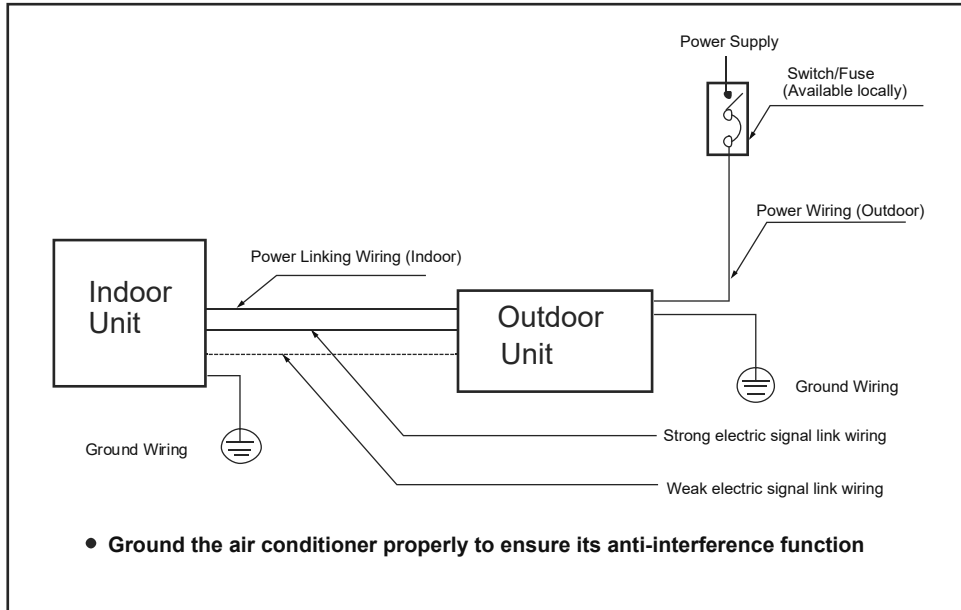 Power Supply
Switch/Fuse
(Available locally)
Power Wiring (Outdoor)
Power Linking Wiring (Indoor)
Indoor
Unit
Outdoor
Unit
Ground Wiring
Ground Wiring
Strong electric signal link wiring
Weak electric signal link wiring
● Ground the air conditioner properly to ensure its anti-interference function